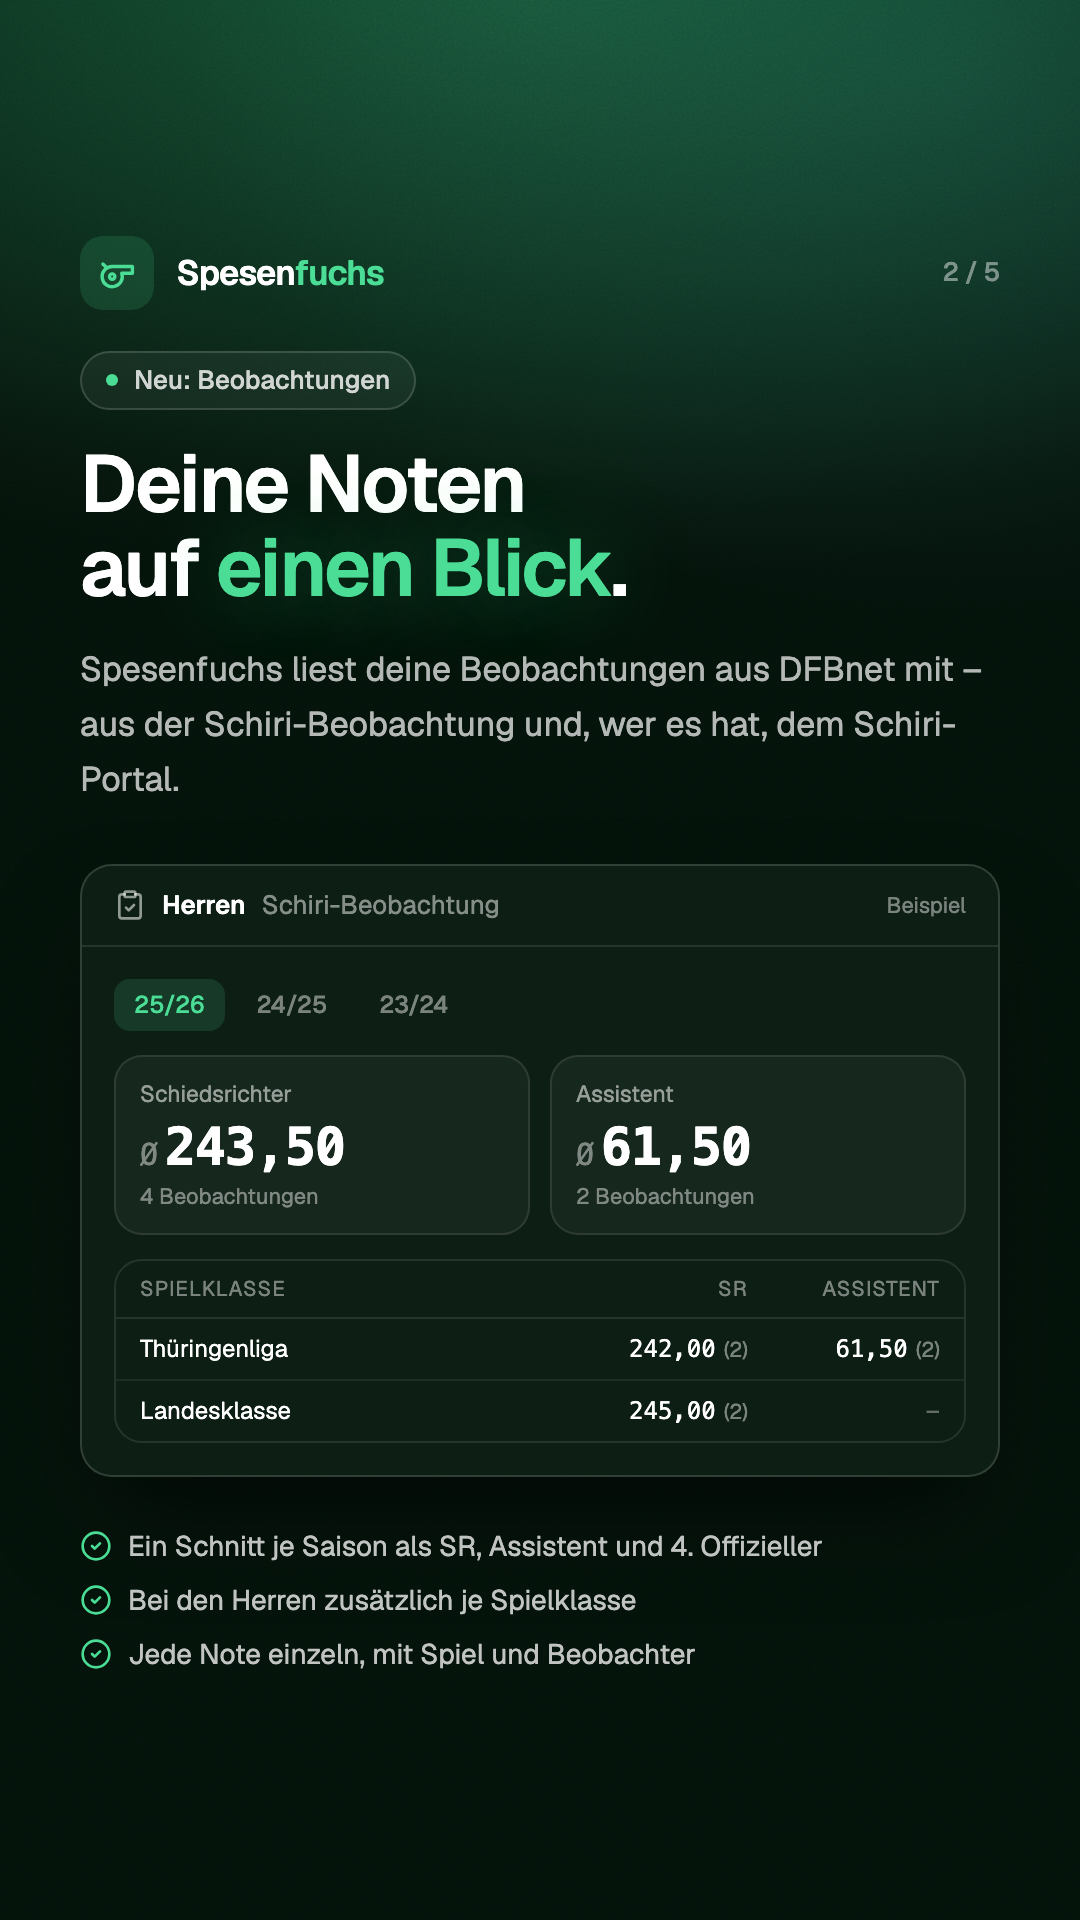 Spesenfuchs
2 / 5
Neu: Beobachtungen
Deine Noten
auf einen Blick.
Spesenfuchs liest deine Beobachtungen aus DFBnet mit –
aus der Schiri-Beobachtung und, wer es hat, dem Schiri-
Portal.
Herren Schiri-Beobachtung Beispiel
25/26 24/25 23/24
Schiedsrichter
Ø 243,50
4 Beobachtungen
Assistent
Ø 61,50
2 Beobachtungen
SPIELKLASSE SR ASSISTENT
Thüringenliga 242,00 (2) 61,50 (2)
Landesklasse 245,00 (2) –
Ein Schnitt je Saison als SR, Assistent und 4. Offizieller
Bei den Herren zusätzlich je Spielklasse
Jede Note einzeln, mit Spiel und Beobachter